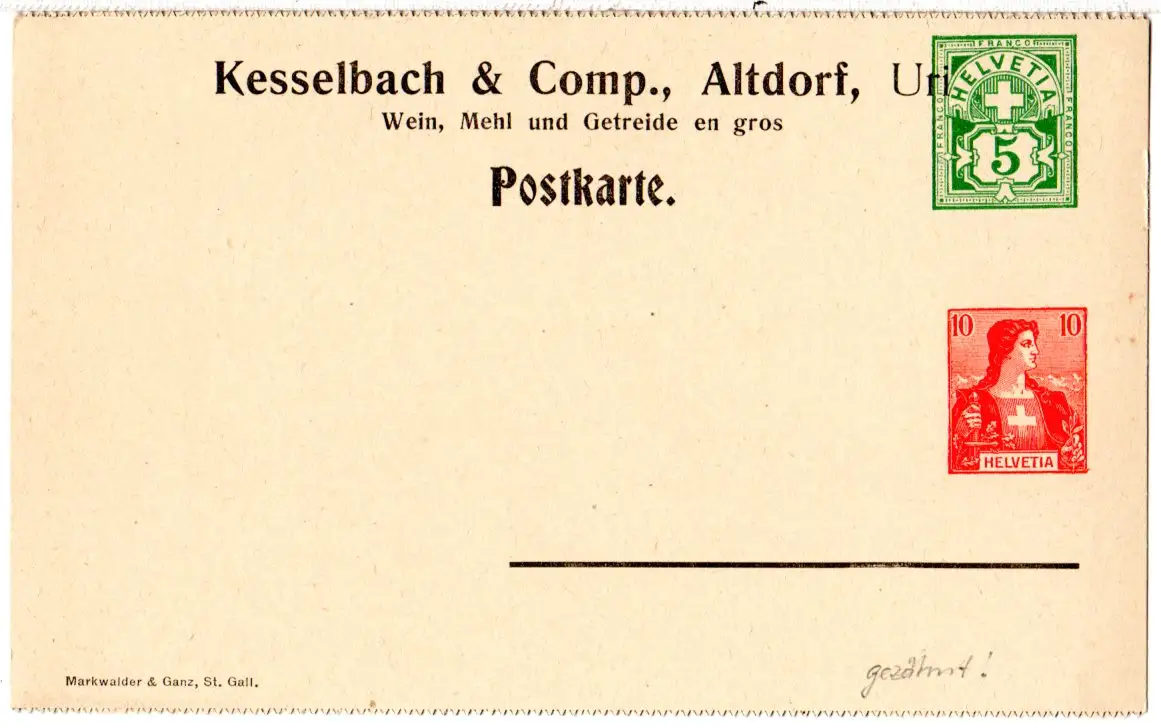 Kesselbach & Comp., Altdorf, Uri
Wein, Mehl und Getreide en gros
Postkarte.
FRANCO
FRANCO
FRANCO
HELVETIA
5
10 10
HELVETIA
Markwalder & Ganz, St. Gall.
gezähnt!